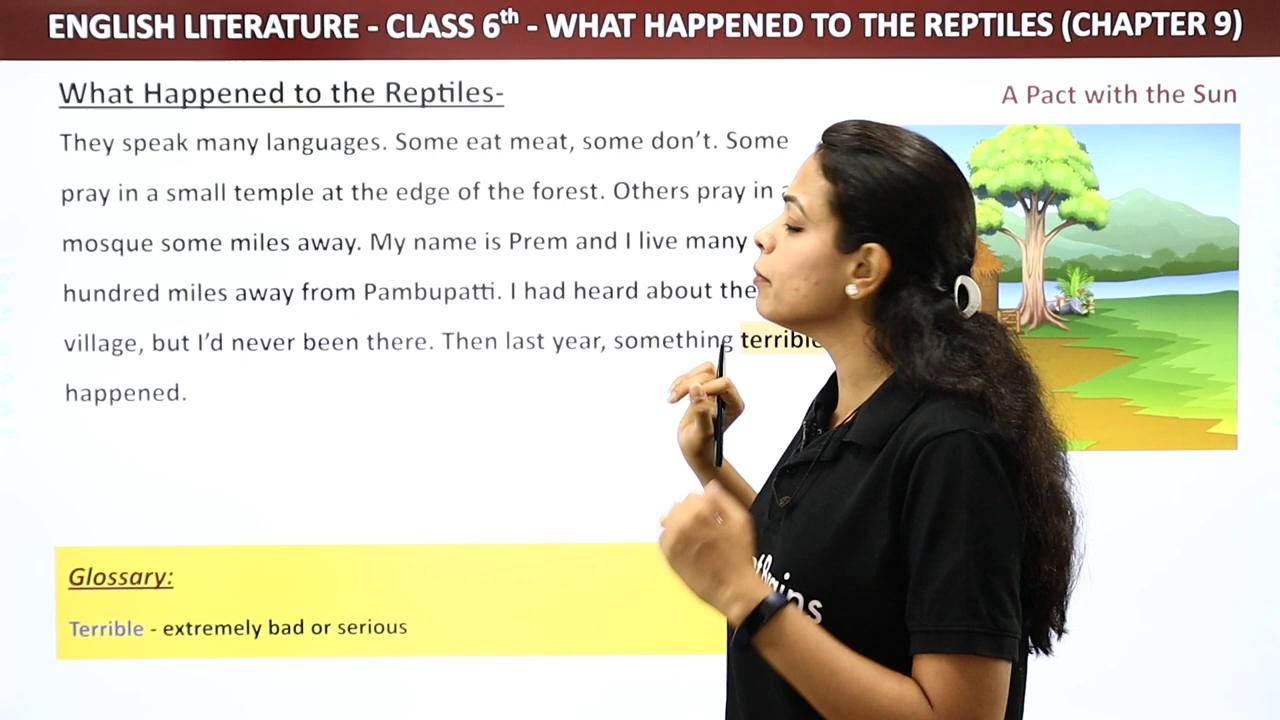 ENGLISH LITERATURE - CLASS 6th - WHAT HAPPENED TO THE REPTILES (CHAPTER 9)
What Happened to the Reptiles-
A Pact with the Sun
They speak many languages. Some eat meat, some don't. Some
pray in a small temple at the edge of the forest. Others pray in
mosque some miles away. My name is Prem and I live many
hundred miles away from Pambupatti. I had heard about the
village, but I'd never been there. Then last year, something terrible
happened.
Glossary:
Terrible - extremely bad or serious